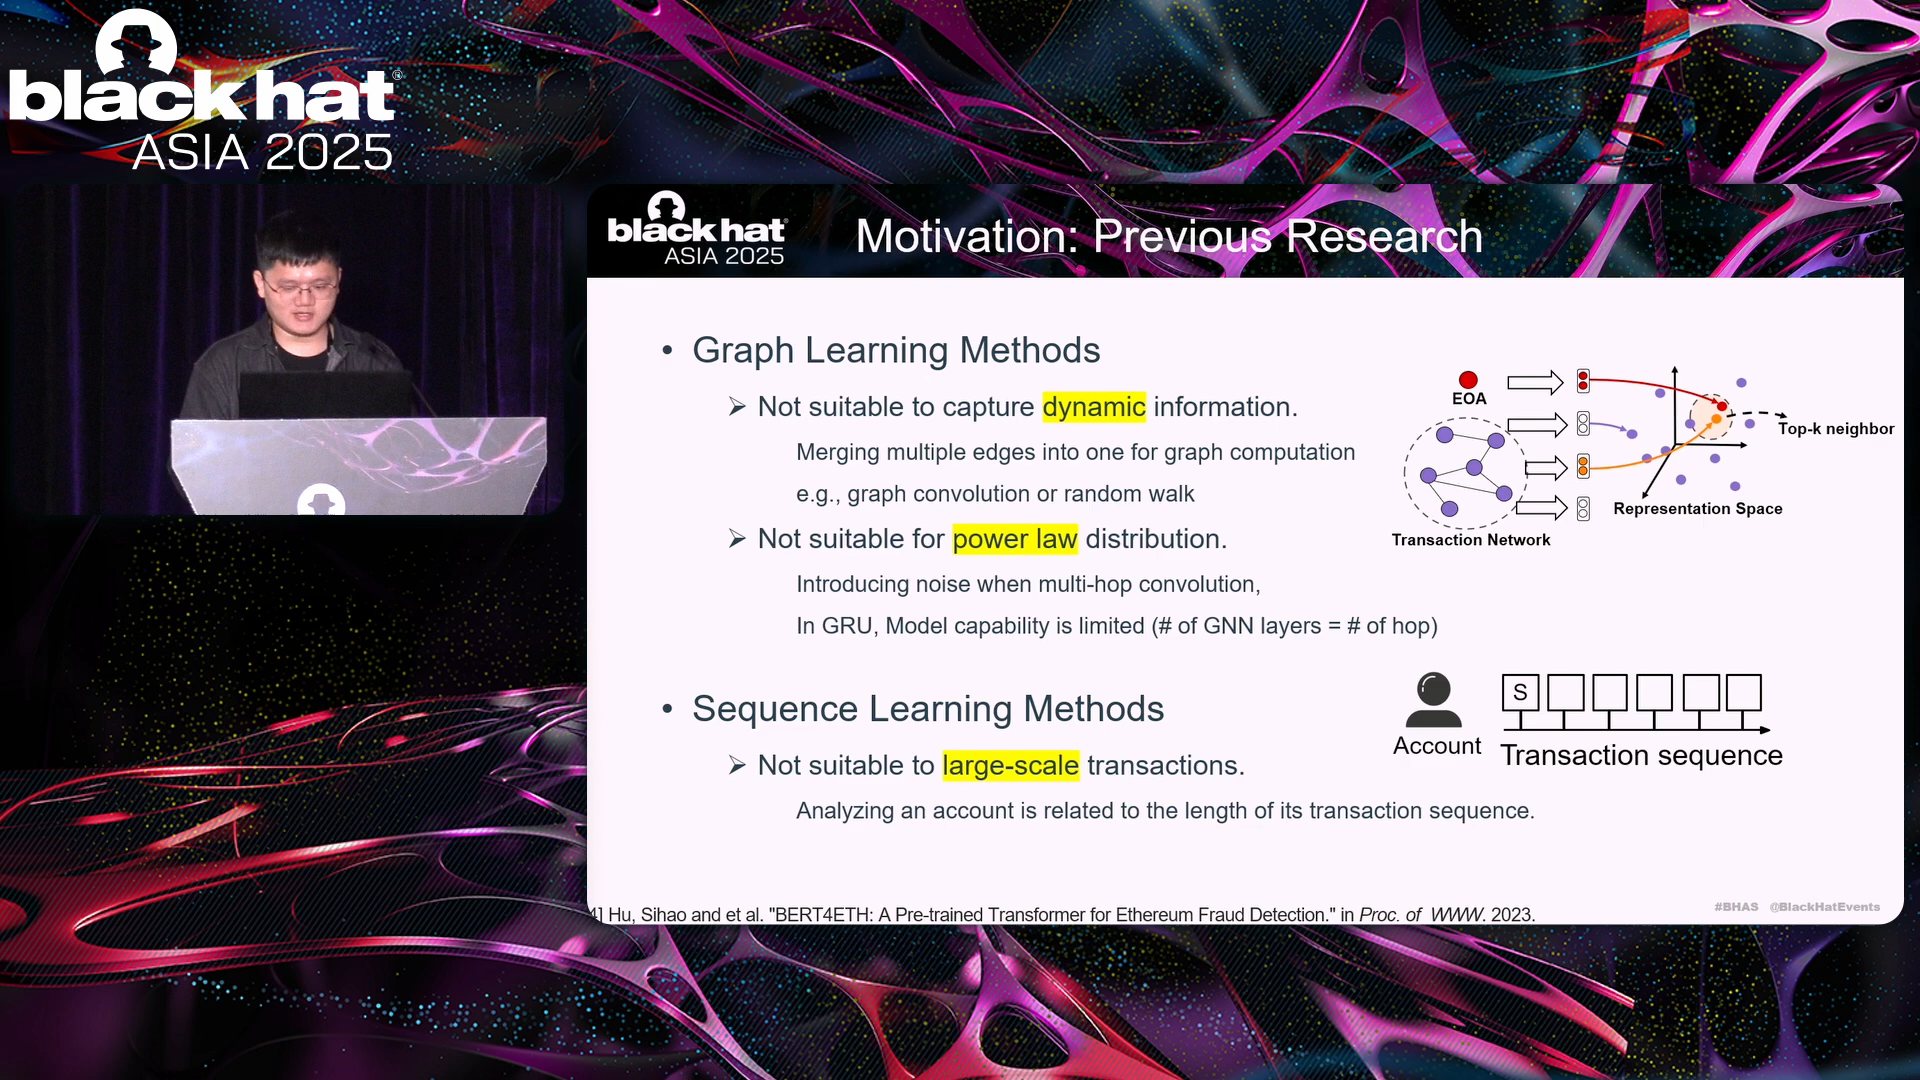 black hat®
ASIA 2025
black hat®
ASIA 2025
Motivation: Previous Research
• Graph Learning Methods
➢ Not suitable to capture dynamic information.
Merging multiple edges into one for graph computation
e.g., graph convolution or random walk
➢ Not suitable for power law distribution.
Introducing noise when multi-hop convolution,
In GRU, Model capability is limited (# of GNN layers = # of hop)
EOA
Top-k neighbor
Representation Space
Transaction Network
• Sequence Learning Methods
➢ Not suitable to large-scale transactions.
Analyzing an account is related to the length of its transaction sequence.
S
Account
Transaction sequence
4] Hu, Sihao and et al. "BERT4ETH: A Pre-trained Transformer for Ethereum Fraud Detection." in Proc. of WWW. 2023.
#BHAS @BlackHatEvents